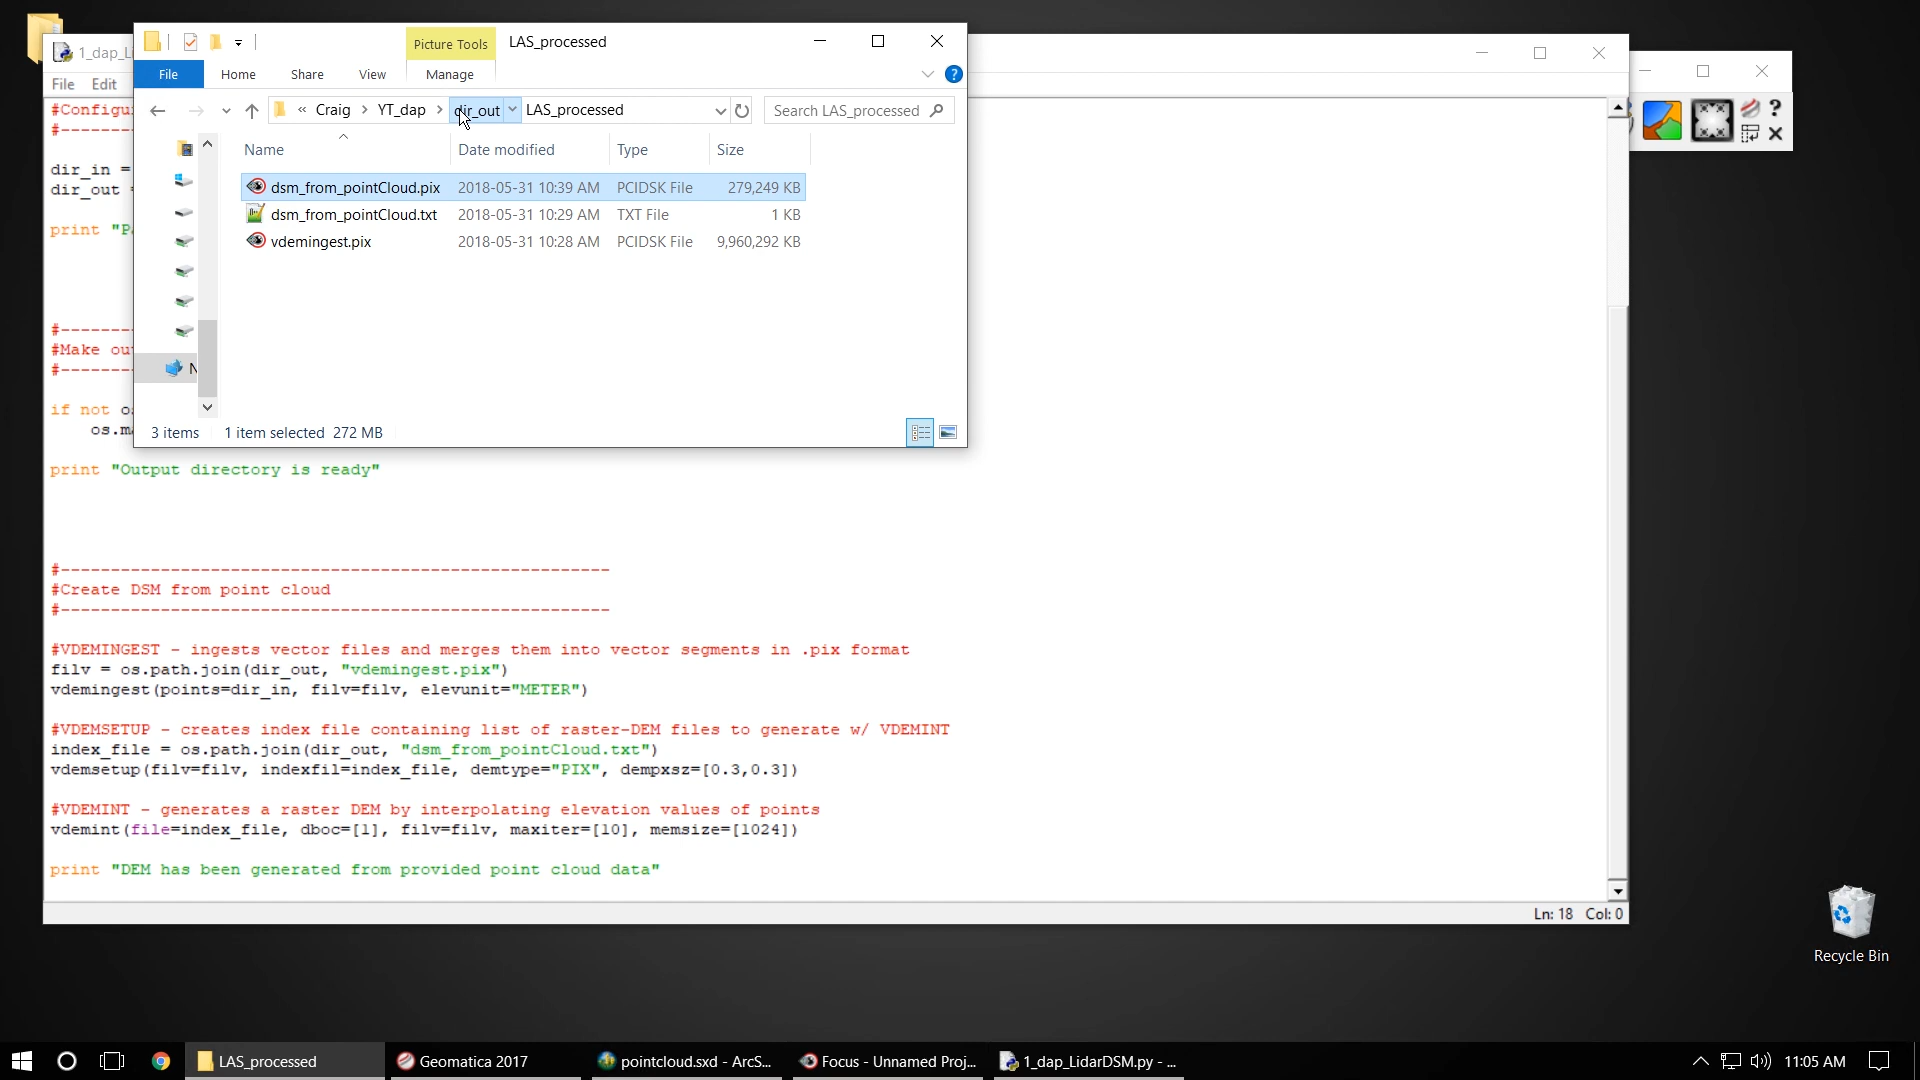 Picture Tools
LAS_processed
File
Home
Share
View
Manage
« Craig > YT_dap > dir_out LAS_processed
Search LAS_processed
Name
Date modified
Type
Size
dsm_from_pointCloud.pix 2018-05-31 10:39 AM PCIDSK File 279,249 KB
dsm_from_pointCloud.txt 2018-05-31 10:29 AM TXT File 1 KB
vdemingest.pix 2018-05-31 10:28 AM PCIDSK File 9,960,292 KB
N
3 items 1 item selected 272 MB
1_dap_Li
File Edit
#Configu
#--------
dir_in =
dir_out
print "P
#--------
#Make ou
#--------
if not o
os.m
print "Output directory is ready"
#-------------------------------------------------------
#Create DSM from point cloud
#-------------------------------------------------------
#VDEMINGEST - ingests vector files and merges them into vector segments in .pix format
filv = os.path.join(dir_out, "vdemingest.pix")
vdemingest(points=dir_in, filv=filv, elevunit="METER")
#VDEMSETUP - creates index file containing list of raster-DEM files to generate w/ VDEMINT
index_file = os.path.join(dir_out, "dsm_from_pointCloud.txt")
vdemsetup(filv=filv, indexfil=index_file, demtype="PIX", dempxsz=[0.3,0.3])
#VDEMINT - generates a raster DEM by interpolating elevation values of points
vdemint(file=index_file, dboc=[1], filv=filv, maxiter=[10], memsize=[1024])
print "DEM has been generated from provided point cloud data"
Ln: 18 Col: 0
Recycle Bin
LAS_processed
Geomatica 2017
pointcloud.sxd - ArcS...
Focus - Unnamed Proj...
1_dap_LidarDSM.py - ...
11:05 AM